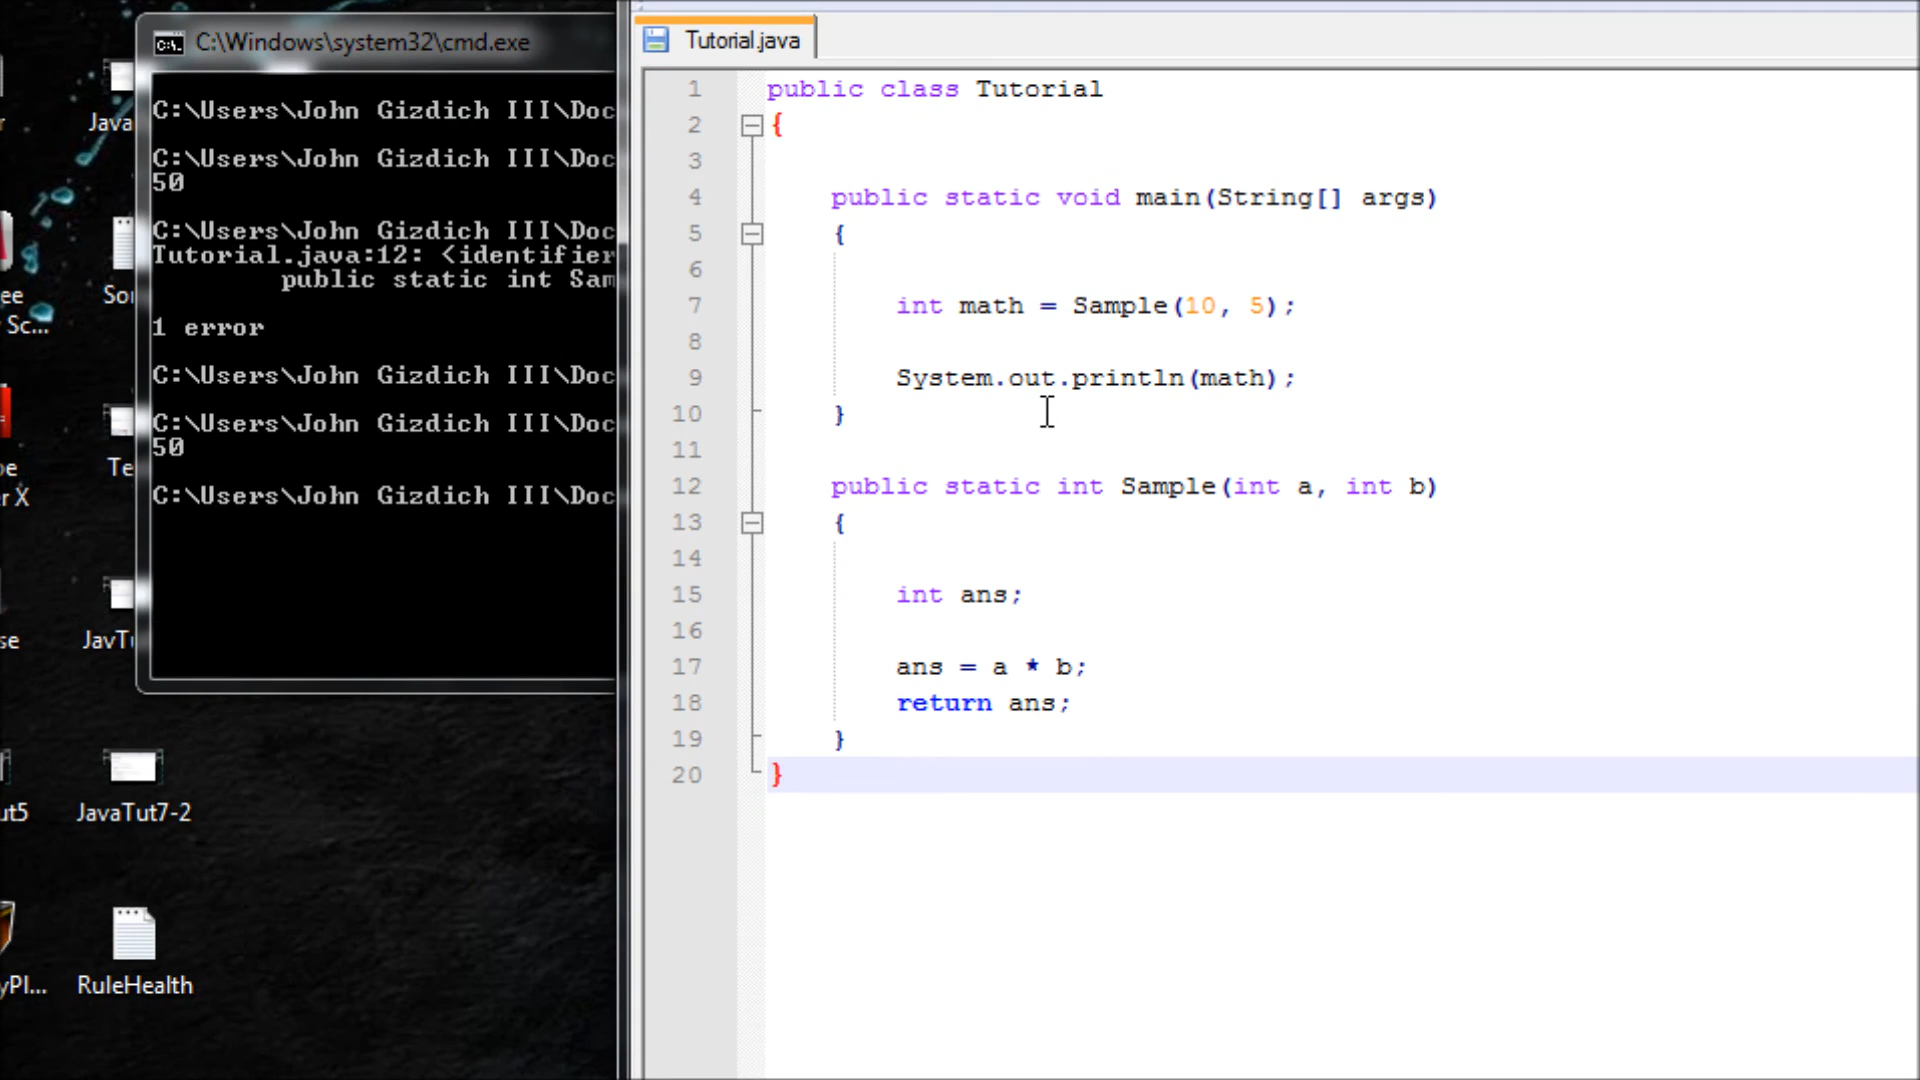 C:\Windows\system32\cmd.exe
C:\Users\John Gizdich III\Doc
C:\Users\John Gizdich III\Doc
50
C:\Users\John Gizdich III\Doc
Tutorial.java:12: <identifier
public static int Sam
1 error
C:\Users\John Gizdich III\Doc
C:\Users\John Gizdich III\Doc
50
C:\Users\John Gizdich III\Doc
Java
ee
Sc...
Te
X
JavTu
se
ut5
JavaTut7-2
yPl...
RuleHealth
Tutorial.java
1 public class Tutorial
2 {
3
4 public static void main(String[] args)
5 {
6
7 int math = Sample(10, 5);
8
9 System.out.println(math);
10 }
11
12 public static int Sample(int a, int b)
13 {
14
15 int ans;
16
17 ans = a * b;
18 return ans;
19 }
20 }